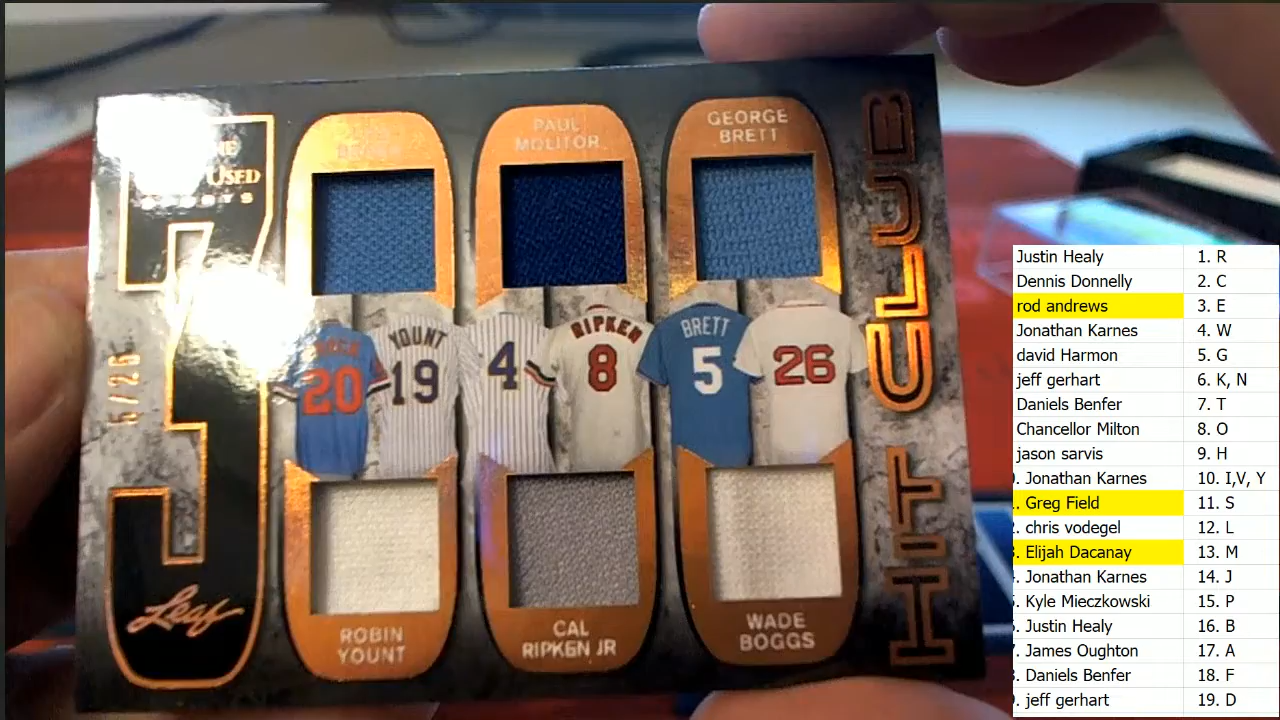 USED
PAUL
MOLITOR
GEORGE
BRETT
20
YOUNT
19
4
RIPKEN
8
BRETT
5
26
ROBIN
YOUNT
CAL
RIPKEN JR
WADE
BOGGS
HIT CLUB
3
Leaf
Justin Healy 1. R
Dennis Donnelly 2. C
rod andrews 3. E
Jonathan Karnes 4. W
david Harmon 5. G
jeff gerhart 6. K, N
Daniels Benfer 7. T
Chancellor Milton 8. O
jason sarvis 9. H
. Jonathan Karnes 10. I,V, Y
. Greg Field 11. S
. chris vodegel 12. L
. Elijah Dacanay 13. M
. Jonathan Karnes 14. J
. Kyle Mieczkowski 15. P
. Justin Healy 16. B
. James Oughton 17. A
. Daniels Benfer 18. F
. jeff gerhart 19. D